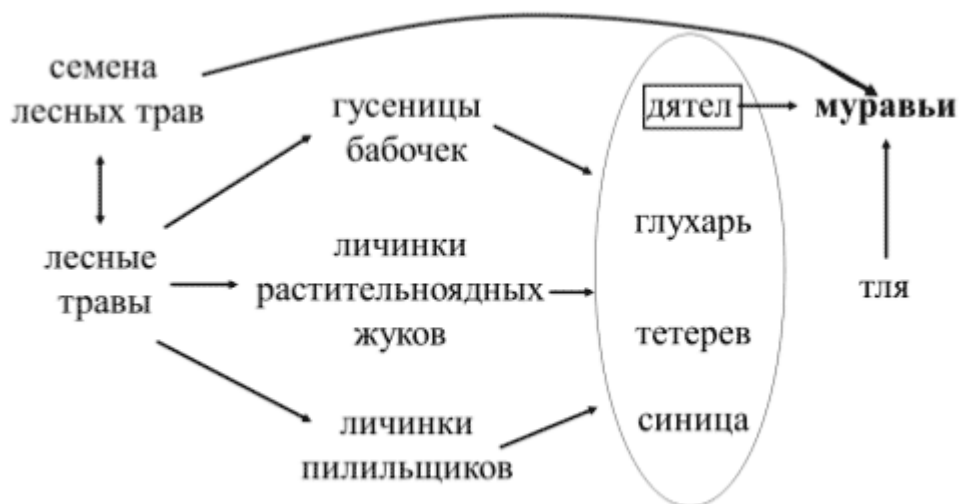 семена
лесных трав
гусеницы
бабочек
дятел
муравьи
глухарь
лесные
травы
личинки
растительноядных
жуков
тля
тетерев
личинки
пилильщиков
синица